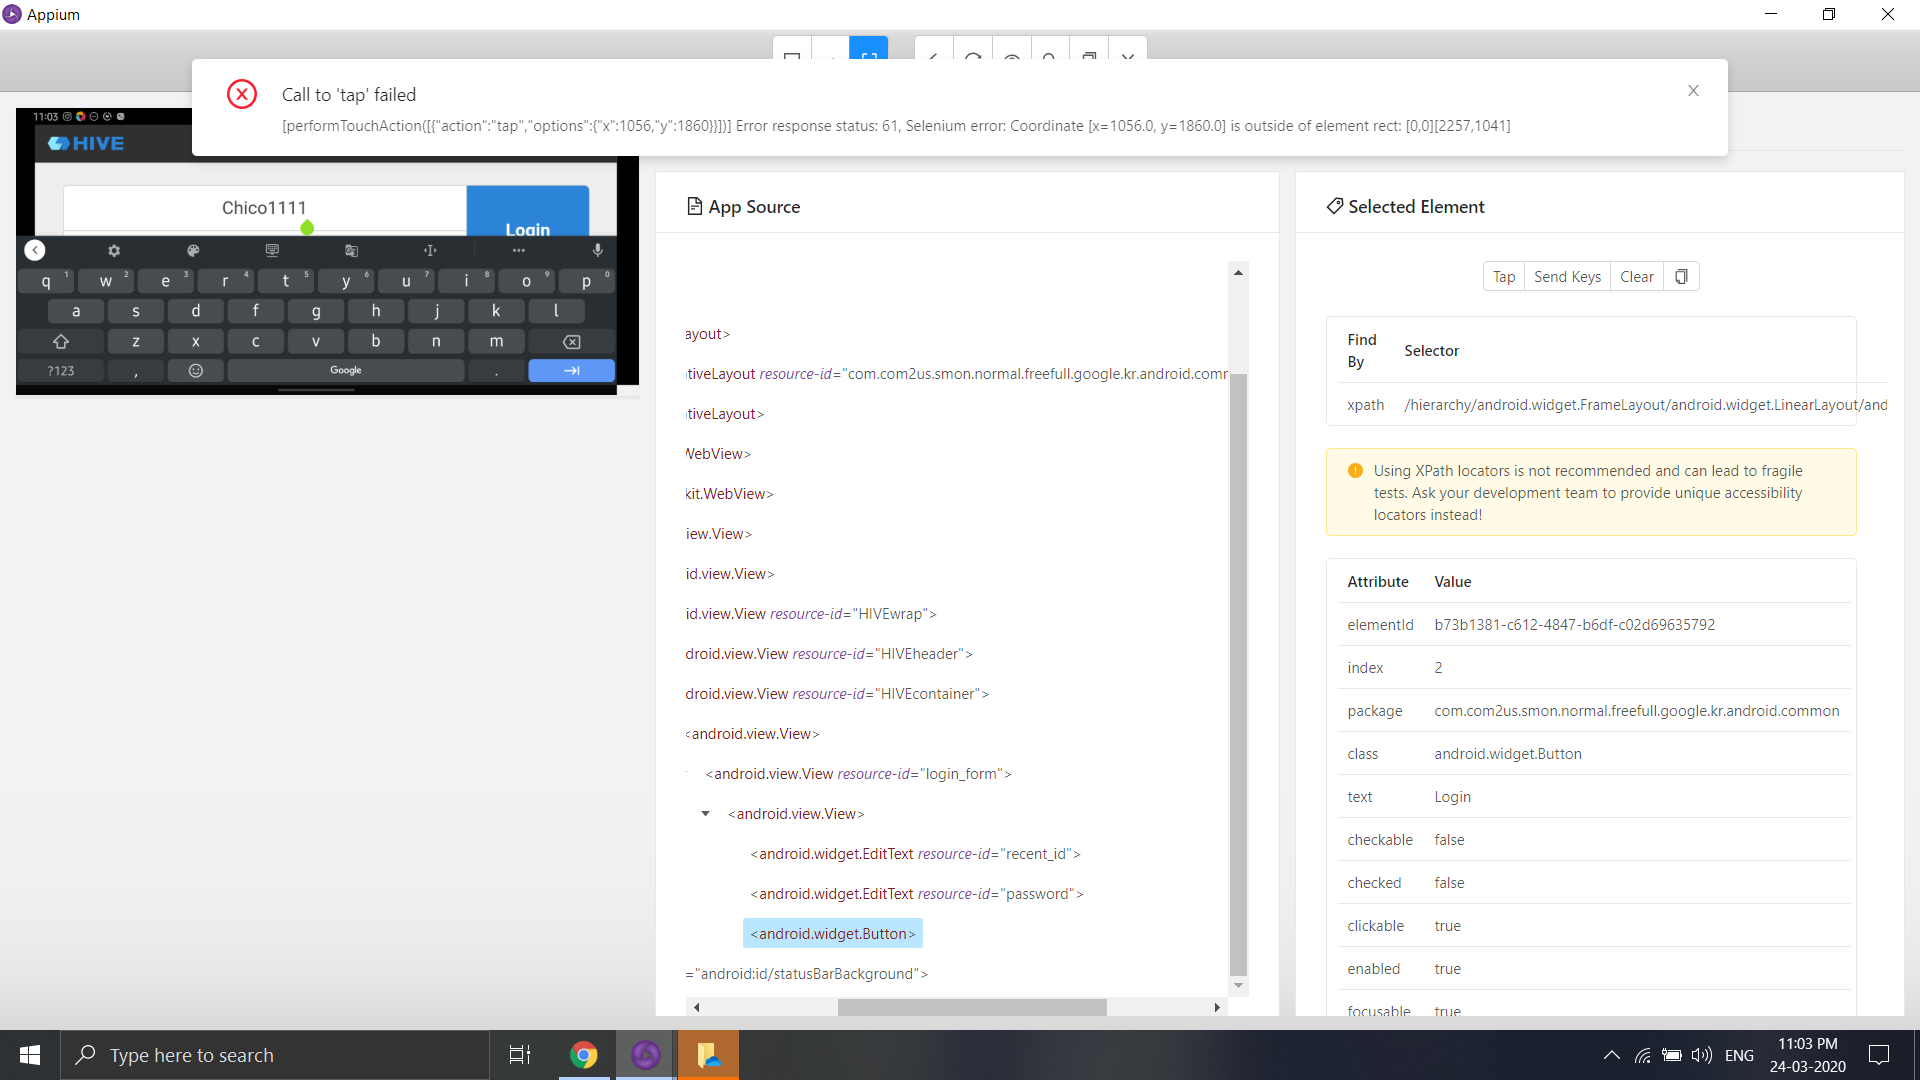 Appium
Call to 'tap' failed
[performTouchAction([{"action":"tap","options":{"x":1056,"y":1860}}])] Error response status: 61, Selenium error: Coordinate [x=1056.0, y=1860.0] is outside of element rect: [0,0][2257,1041]
11:03
HIVE
Chico1111
Login
q 1 w 2 e 3 r 4 t 5 y 6 u 7 i 8 o 9 p 0
a s d f g h j k l
z x c v b n m
?123 , Google .
App Source
ayout>
tiveLayout resource-id="com.com2us.smon.normal.freefull.google.kr.android.comr
tiveLayout>
WebView>
kit.WebView>
iew.View>
id.view.View>
id.view.View resource-id="HIVEwrap">
droid.view.View resource-id="HIVEheader">
droid.view.View resource-id="HIVEcontainer">
<android.view.View>
<android.view.View resource-id="login_form">
<android.view.View>
<android.widget.EditText resource-id="recent_id">
<android.widget.EditText resource-id="password">
<android.widget.Button>
="android:id/statusBarBackground">
Selected Element
Tap Send Keys Clear
Find By Selector
xpath /hierarchy/android.widget.FrameLayout/android.widget.LinearLayout/and
Using XPath locators is not recommended and can lead to fragile
tests. Ask your development team to provide unique accessibility
locators instead!
Attribute Value
elementId b73b1381-c612-4847-b6df-c02d69635792
index 2
package com.com2us.smon.normal.freefull.google.kr.android.common
class android.widget.Button
text Login
checkable false
checked false
clickable true
enabled true
focusable true
Type here to search
ENG
11:03 PM
24-03-2020